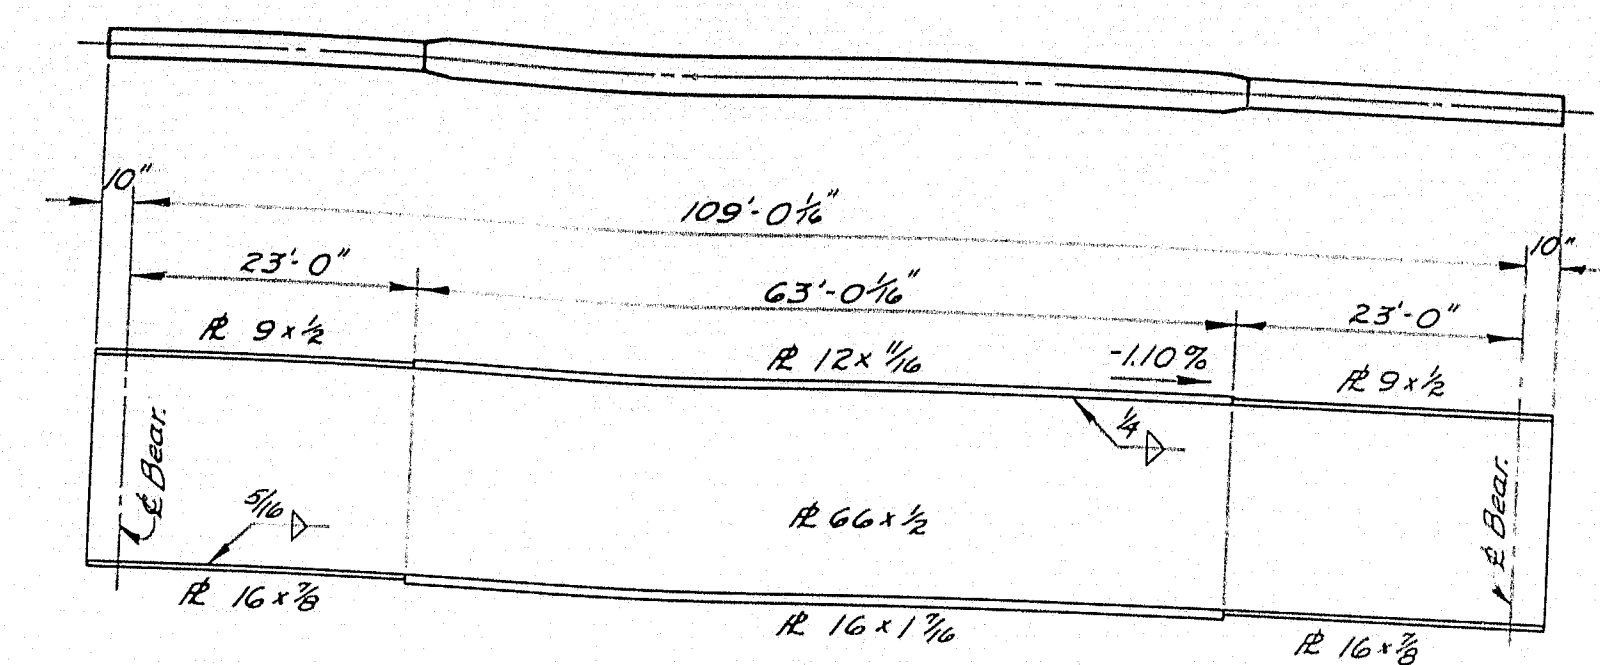 10"
109'-0 1/16"
10"
23'-0"
63'-0 1/16"
23'-0"
℄ Bear.
PL 9 x 1/2
PL 12 x 11/16
-1.10%
PL 9 x 1/2
1/4
5/16
PL 66 x 1/2
℄ Bear.
PL 16 x 7/8
PL 16 x 1 7/16
PL 16 x 7/8